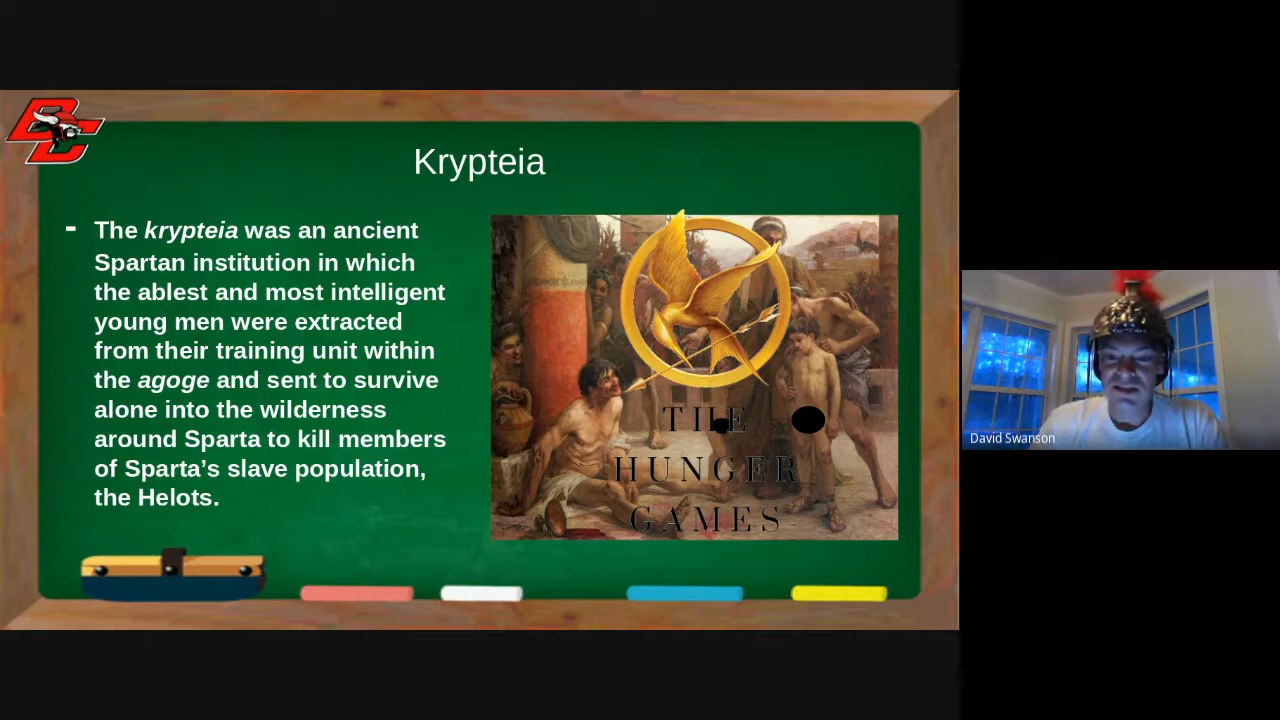 BC
Krypteia
- The krypteia was an ancient
Spartan institution in which
the ablest and most intelligent
young men were extracted
from their training unit within
the agoge and sent to survive
alone into the wilderness
around Sparta to kill members
of Sparta’s slave population,
the Helots.
THE
HUNGER
GAMES
David Swanson